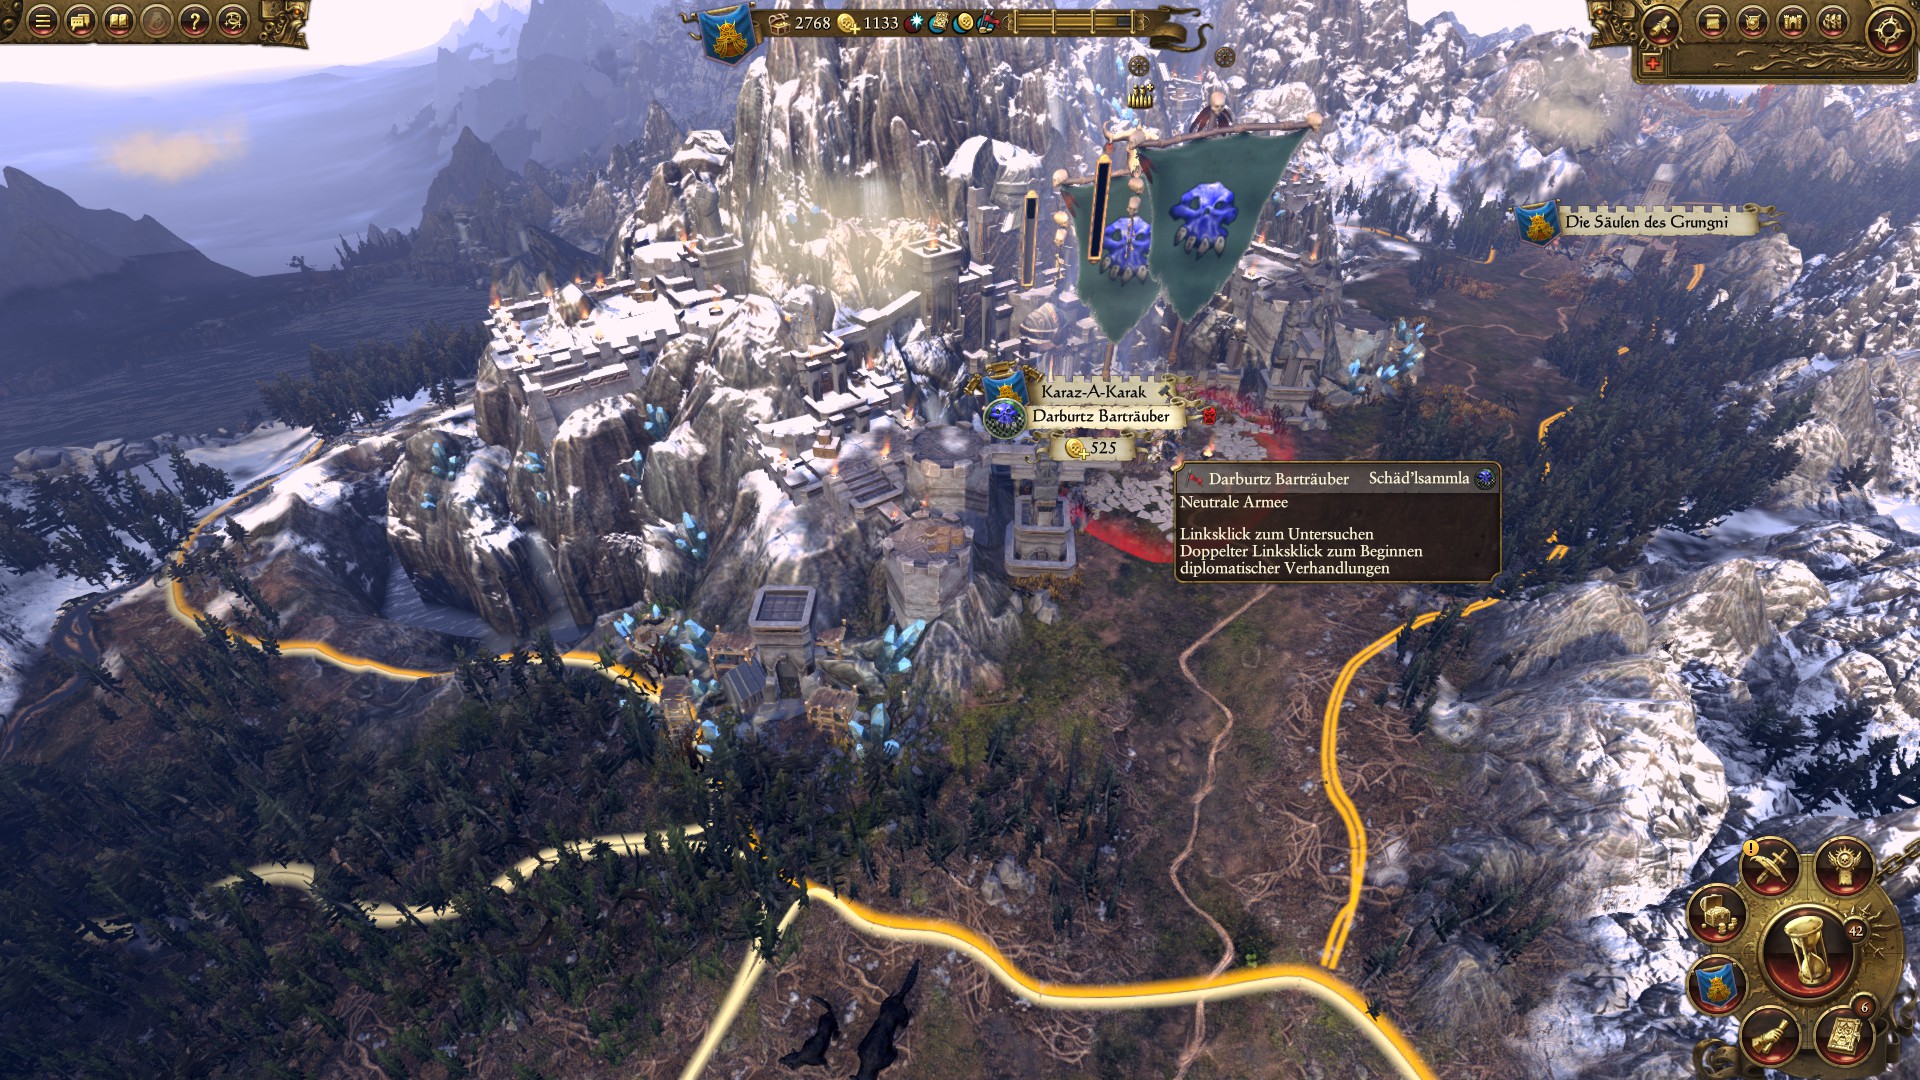 2768 1133
Die Säulen des Grungni
Karaz-A-Karak
Darburtz Barträuber
525
Darburtz Barträuber Schäd'lsammla
Neutrale Armee
Linksklick zum Untersuchen
Doppelter Linksklick zum Beginnen
diplomatischer Verhandlungen
!
42
6